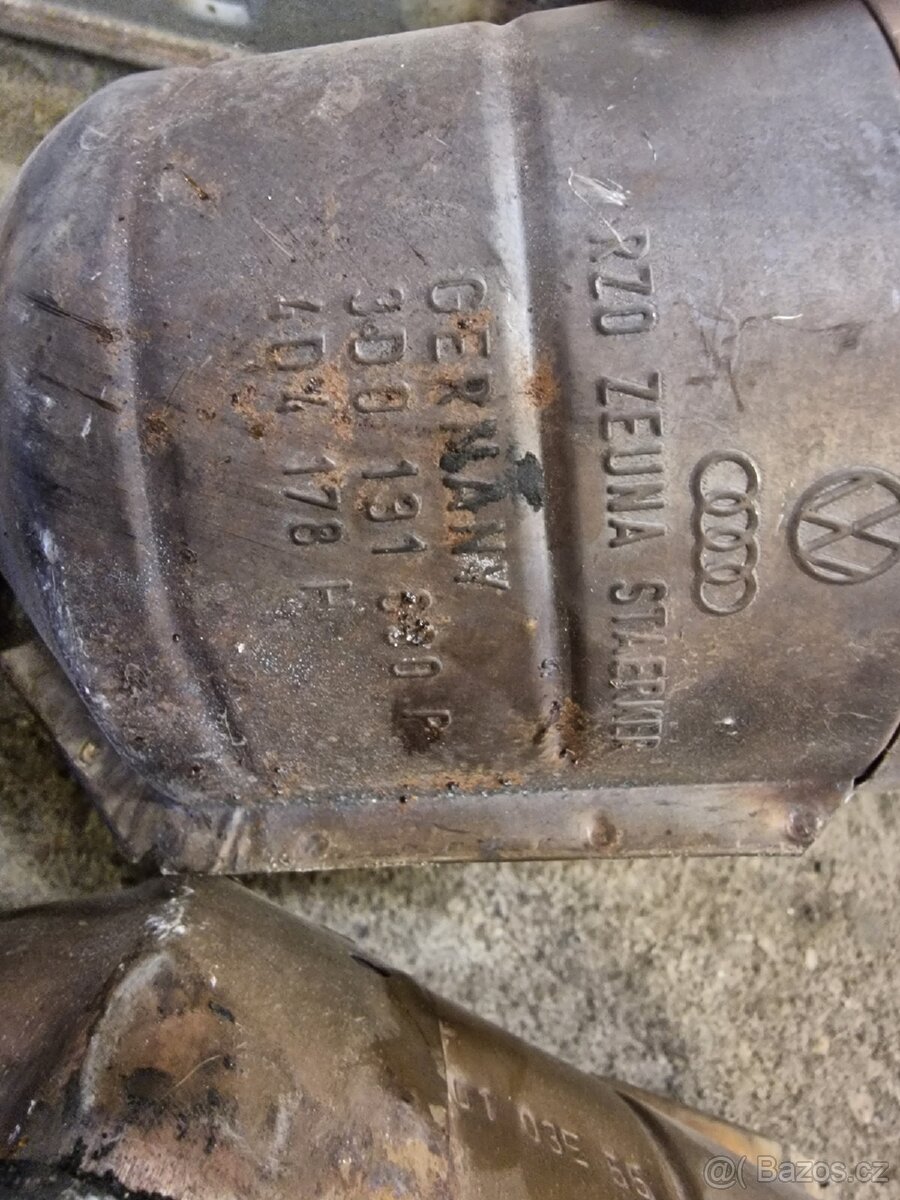 RZO ZEUNA STAERKER
GERMANY
3D0 131 690 P
4D4 178 F
@( Bazos.cz